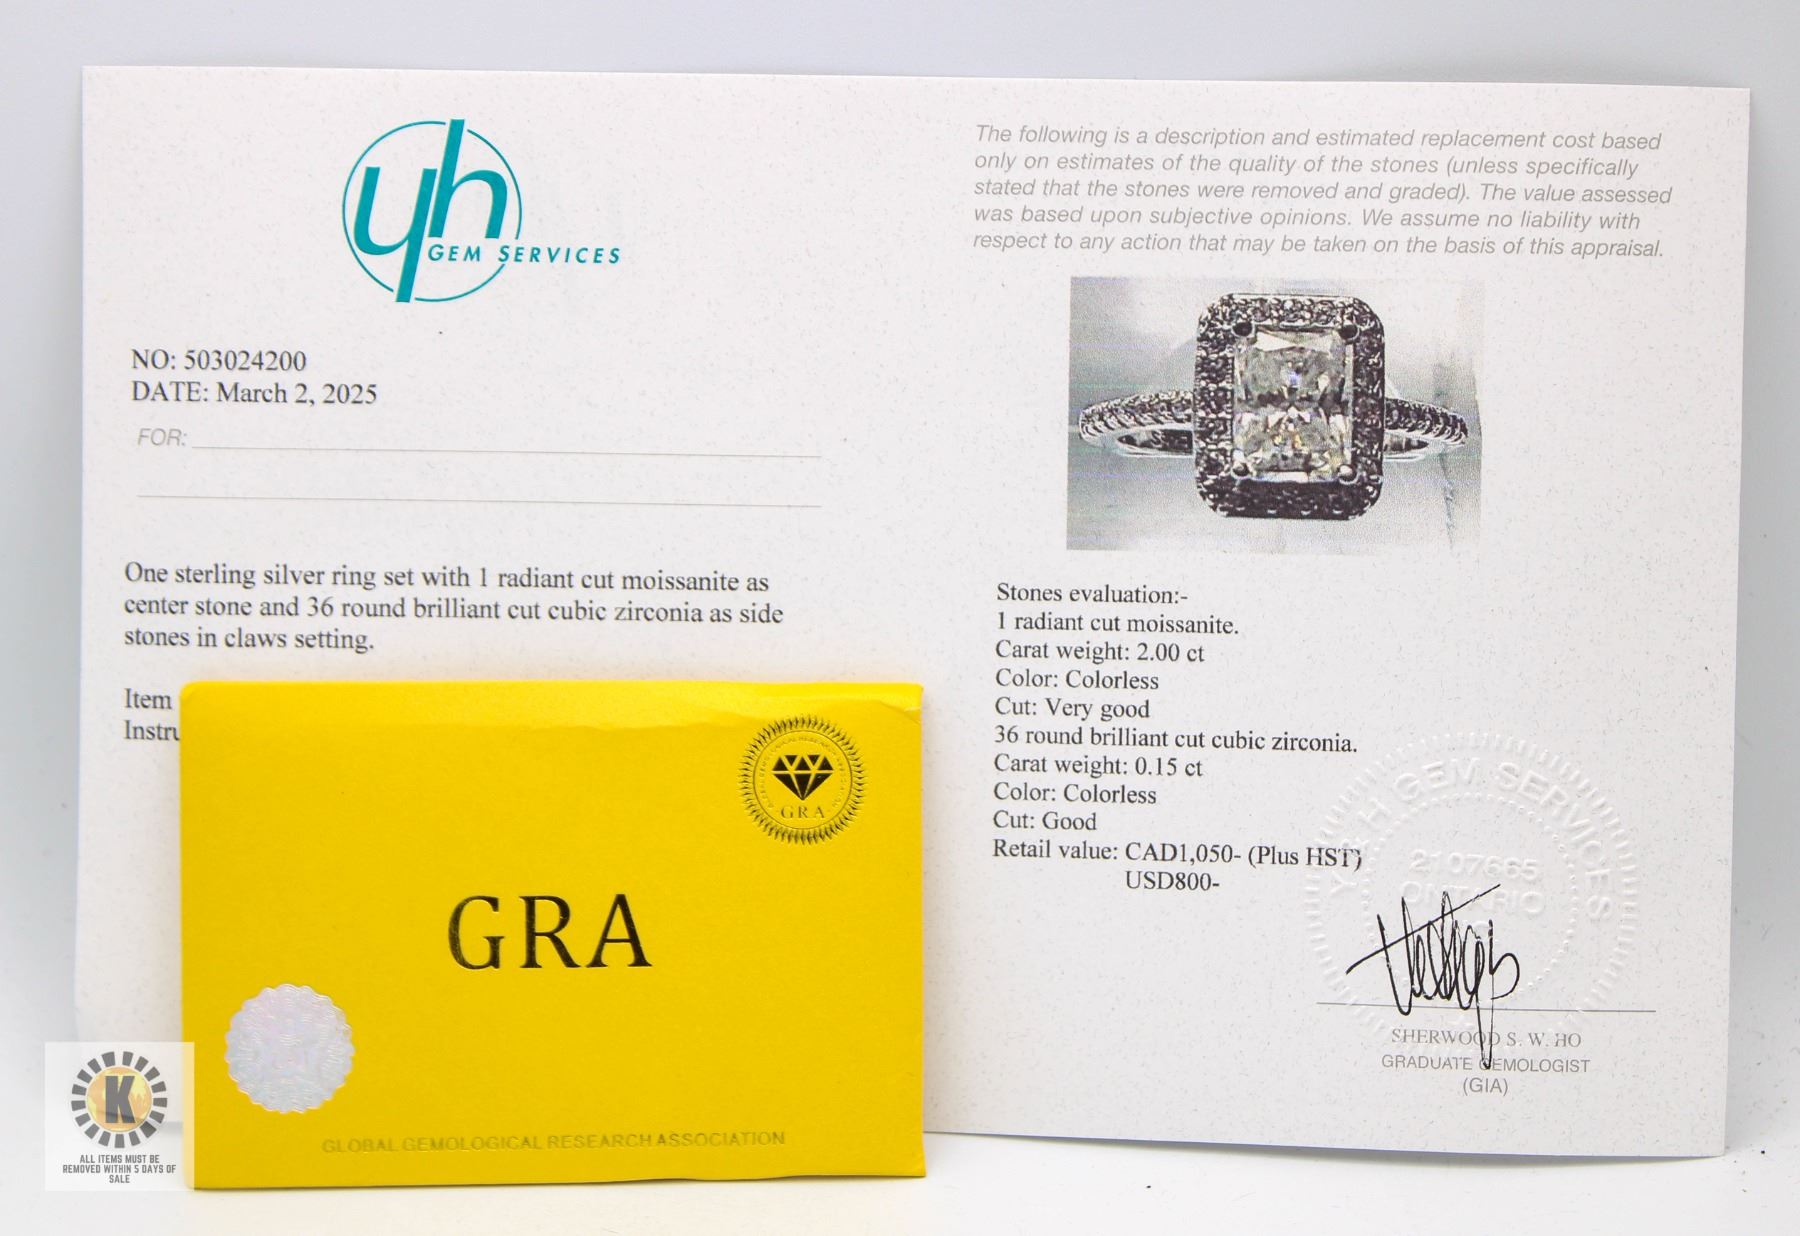 yh
GEM SERVICES
NO: 503024200
DATE: March 2, 2025
FOR:
One sterling silver ring set with 1 radiant cut moissanite as
center stone and 36 round brilliant cut cubic zirconia as side
stones in claws setting.
Item
Instru
The following is a description and estimated replacement cost based
only on estimates of the quality of the stones (unless specifically
stated that the stones were removed and graded). The value assessed
was based upon subjective opinions. We assume no liability with
respect to any action that may be taken on the basis of this appraisal.
Stones evaluation:-
1 radiant cut moissanite.
Carat weight: 2.00 ct
Color: Colorless
Cut: Very good
36 round brilliant cut cubic zirconia.
Carat weight: 0.15 ct
Color: Colorless
Cut: Good
Retail value: CAD1,050- (Plus HST)
USD800-
Y & H GEM SERVICES
2107665
ONTARIO
SHERWOOD S. W. HO
GRADUATE GEMOLOGIST
(GIA)
GRA
GRA
GLOBAL GEMOLOGICAL RESEARCH ASSOCIATION
K
ALL ITEMS MUST BE
REMOVED WITHIN 5 DAYS OF
SALE